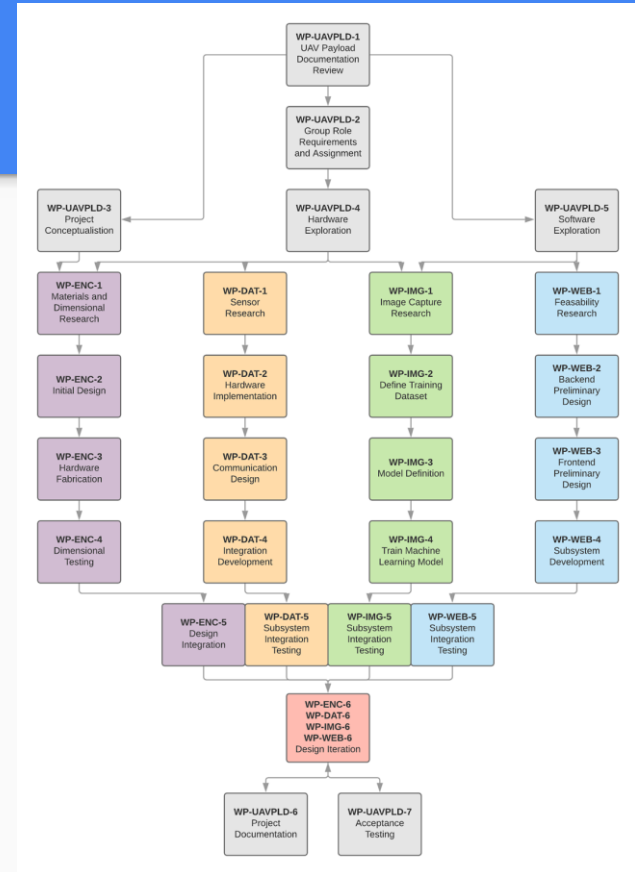 WP-UAVPLD-1
UAV Payload
Documentation
Review
WP-UAVPLD-2
Group Role
Requirements
and Assignment
WP-UAVPLD-3
Project
Conceptualistion
WP-UAVPLD-4
Hardware
Exploration
WP-UAVPLD-5
Software
Exploration
WP-ENC-1
Materials and
Dimensional
Research
WP-DAT-1
Sensor
Research
WP-IMG-1
Image Capture
Research
WP-WEB-1
Feasability
Research
WP-ENC-2
Initial Design
WP-DAT-2
Hardware
Implementation
WP-IMG-2
Define Training
Dataset
WP-WEB-2
Backend
Preliminary
Design
WP-ENC-3
Hardware
Fabrication
WP-DAT-3
Communication
Design
WP-IMG-3
Model Definition
WP-WEB-3
Frontend
Preliminary
Design
WP-ENC-4
Dimensional
Testing
WP-DAT-4
Integration
Development
WP-IMG-4
Train Machine
Learning Model
WP-WEB-4
Subsystem
Development
WP-ENC-5
Design
Integration
WP-DAT-5
Subsystem
Integration
Testing
WP-IMG-5
Subsystem
Integration
Testing
WP-WEB-5
Subsystem
Integration
Testing
WP-ENC-6
WP-DAT-6
WP-IMG-6
WP-WEB-6
Design Iteration
WP-UAVPLD-6
Project
Documentation
WP-UAVPLD-7
Acceptance
Testing